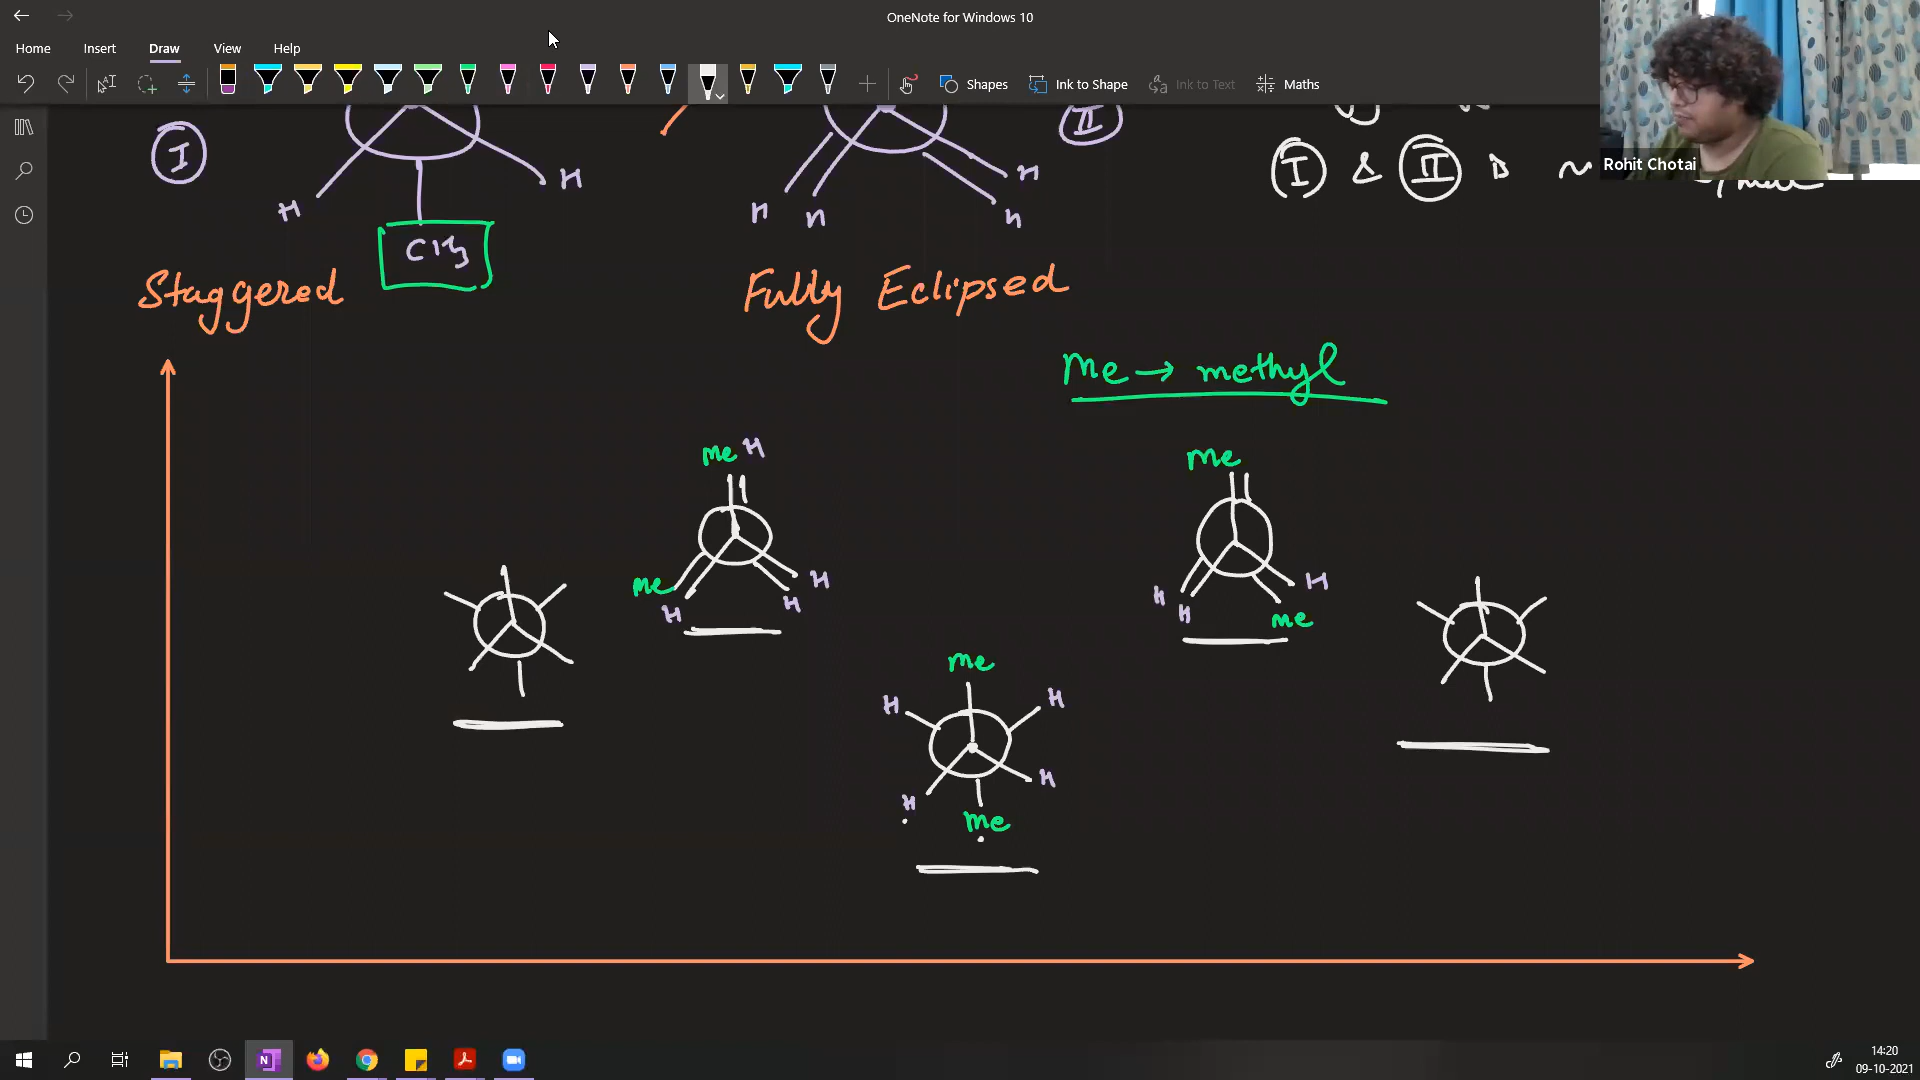 OneNote for Windows 10
Home Insert Draw View Help
Shapes Ink to Shape Ink to Text Maths
Rohit Chotai
I
H
CH3
H
II
H H
H
H
I & II is ~
Staggered
Fully Eclipsed
Me → methyl
Me H
Me
H
H
H
Me
H
H
H
Me
Me
H
H
H
H
Me
14:20
09-10-2021